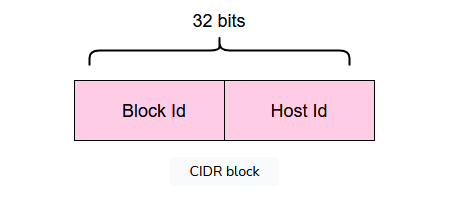 32 bits
Block Id
Host Id
CIDR block